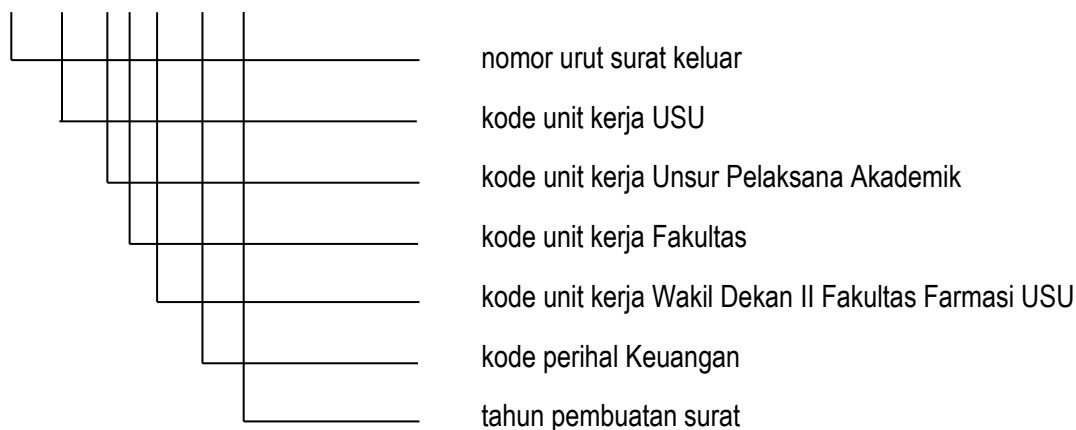 nomor urut surat keluar
kode unit kerja USU
kode unit kerja Unsur Pelaksana Akademik
kode unit kerja Fakultas
kode unit kerja Wakil Dekan II Fakultas Farmasi USU
kode perihal Keuangan
tahun pembuatan surat